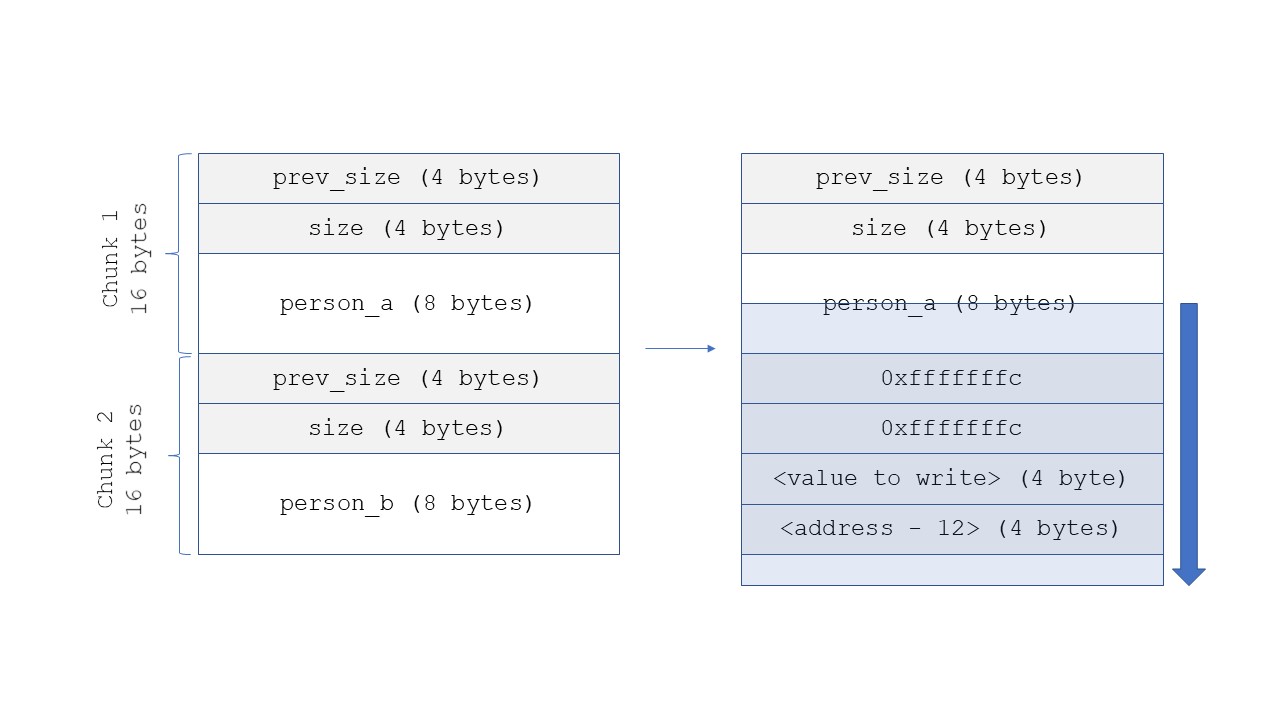 Chunk 1
16 bytes
prev_size (4 bytes)
size (4 bytes)
person_a (8 bytes)
Chunk 2
16 bytes
prev_size (4 bytes)
size (4 bytes)
person_b (8 bytes)
prev_size (4 bytes)
size (4 bytes)
person_a (8 bytes)
0xfffffffc
0xfffffffc
<value to write> (4 byte)
<address - 12> (4 bytes)